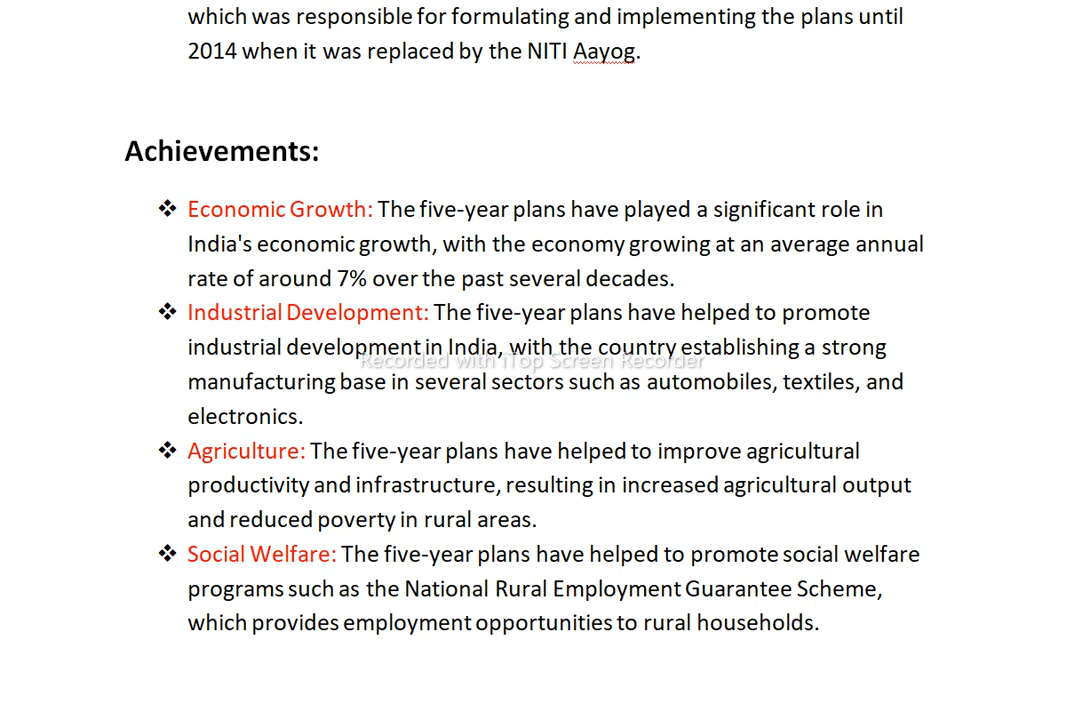 which was responsible for formulating and implementing the plans until
2014 when it was replaced by the NITI Aayog.
Achievements:
❖ Economic Growth: The five-year plans have played a significant role in
India's economic growth, with the economy growing at an average annual
rate of around 7% over the past several decades.
❖ Industrial Development: The five-year plans have helped to promote
industrial development in India, with the country establishing a strong
Recorded with iTop Screen Recorder
manufacturing base in several sectors such as automobiles, textiles, and
electronics.
❖ Agriculture: The five-year plans have helped to improve agricultural
productivity and infrastructure, resulting in increased agricultural output
and reduced poverty in rural areas.
❖ Social Welfare: The five-year plans have helped to promote social welfare
programs such as the National Rural Employment Guarantee Scheme,
which provides employment opportunities to rural households.